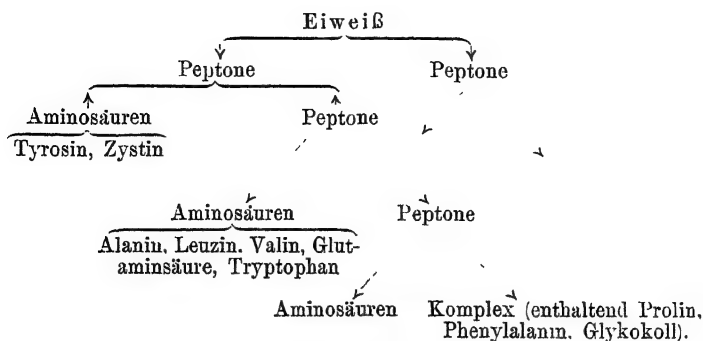 Eiweiß
Peptone Peptone
Aminosäuren Peptone
Tyrosin, Zystin
Aminosäuren Peptone
Alanin, Leuzin. Valin, Glut-
aminsäure, Tryptophan
Aminosäuren Komplex (enthaltend Prolin,
Phenylalanin. Glykokoll).